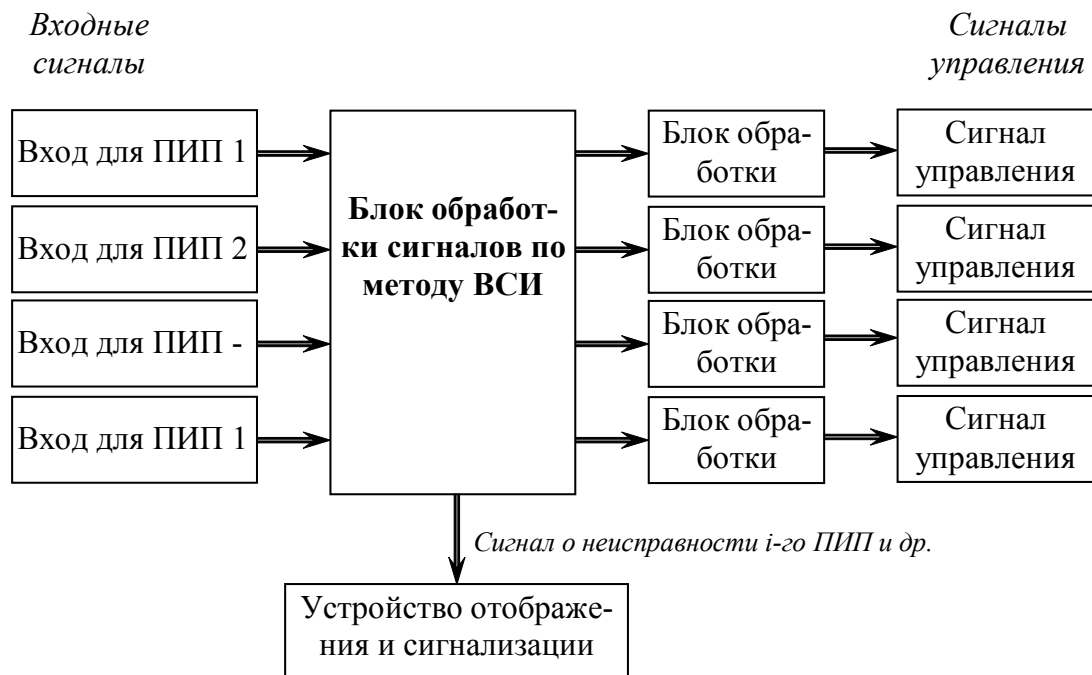 Входные
сигналы
Сигналы
управления
Вход для ПИП 1
Вход для ПИП 2
Вход для ПИП -
Вход для ПИП 1
Блок обработ-
ки сигналов по
методу ВСИ
Блок обра-
ботки
Блок обра-
ботки
Блок обра-
ботки
Блок обра-
ботки
Сигнал
управления
Сигнал
управления
Сигнал
управления
Сигнал
управления
Сигнал о неисправности i-го ПИП и др.
Устройство отображе-
ния и сигнализации